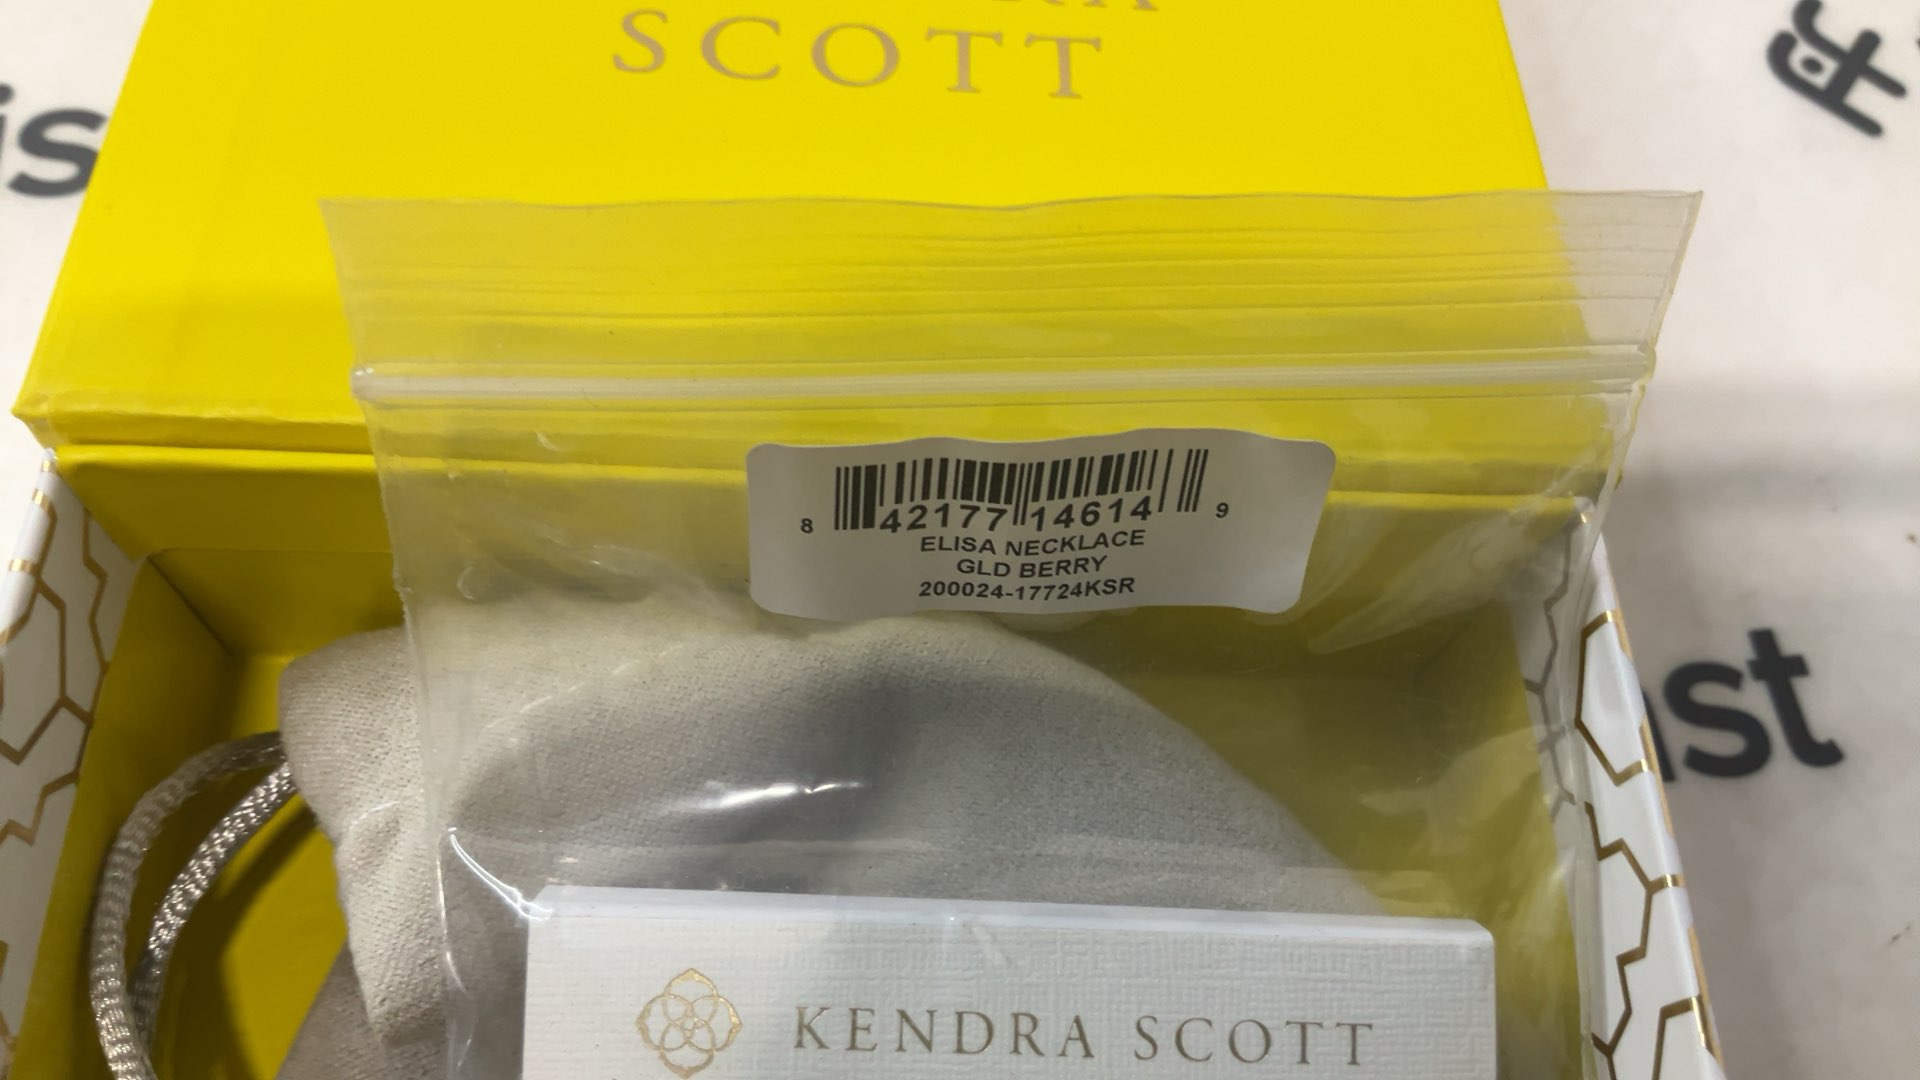 SCOTT
8 42177 14614 9
ELISA NECKLACE
GLD BERRY
200024-17724KSR
KENDRA SCOTT